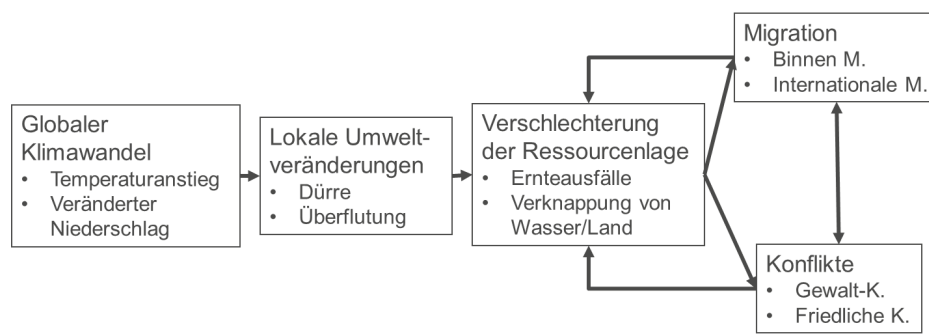 Globaler
Klimawandel
• Temperaturanstieg
• Veränderter
Niederschlag
Lokale Umwelt-
veränderungen
• Dürre
• Überflutung
Verschlechterung
der Ressourcenlage
• Ernteausfälle
• Verknappung von
Wasser/Land
Migration
• Binnen M.
• Internationale M.
Konflikte
• Gewalt-K.
• Friedliche K.